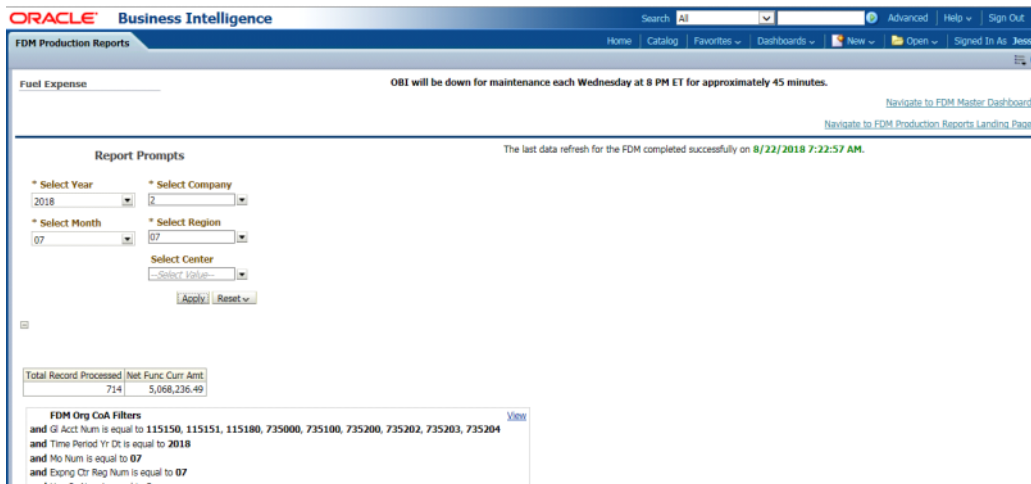 ORACLE Business Intelligence
Search All Advanced Help Sign Out
FDM Production Reports
Home Catalog Favorites Dashboards New Open Signed In As Jess
Fuel Expense
OBI will be down for maintenance each Wednesday at 8 PM ET for approximately 45 minutes.
Navigate to FDM Master Dashboard
Navigate to FDM Production Reports Landing Page
The last data refresh for the FDM completed successfully on 8/22/2018 7:22:57 AM.
Report Prompts
* Select Year * Select Company
2018 2
* Select Month * Select Region
07 07
Select Center
--Select Value--
Apply Reset
Total Record Processed Net Func Curr Amt
714 5,068,236.49
FDM Org CoA Filters View
and Gl Acct Num is equal to 115150, 115151, 115180, 735000, 735100, 735200, 735202, 735203, 735204
and Time Period Yr Dt is equal to 2018
and Mo Num is equal to 07
and Expng Ctr Reg Num is equal to 07